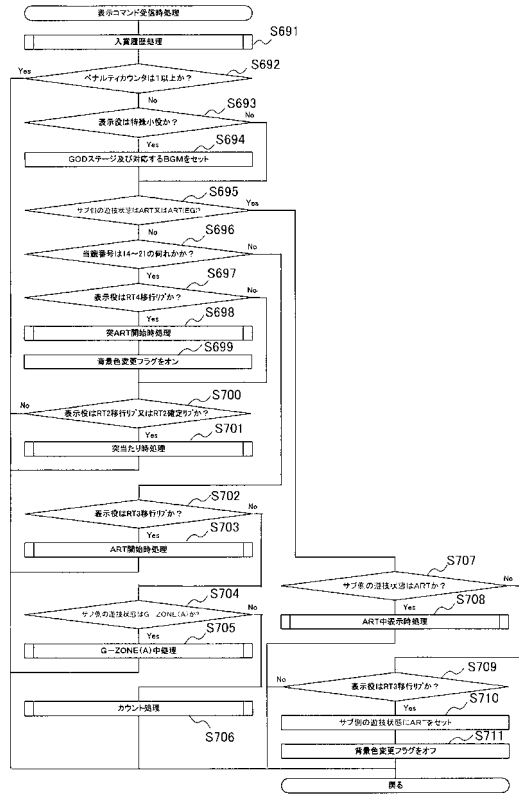 表示コマンド受信時処理
S691
入賞履歴処理
S692
Yes
ペナルティカウンタは1以上か?
No
S693
表示役は特殊小役か?
No
Yes
S694
GODステージ及び対応するBGMをセット
S695
Yes
サブ側の遊技状態はART又はART(EG)?
No
S696
No
当籤番号は14~21の何れかか?
Yes
S697
No
表示役はRT4移行リプか?
Yes
S698
突ART開始時処理
S699
背景色変更フラグをオン
S700
No
表示役はRT2移行リプ又はRT2確定リプか?
Yes
S701
突当たり時処理
S702
No
表示役はRT3移行リプか?
Yes
S703
ART開始時処理
S704
No
サブ側の遊技状態はG-ZONE(A)か?
Yes
S705
G-ZONE(A)中処理
カウント処理
S706
S707
No
サブ側の遊技状態はARTか?
Yes
S708
ART中表示時処理
S709
No
表示役はRT3移行リプか?
Yes
S710
サブ側の遊技状態にARTをセット
S711
背景色変更フラグをオフ
戻る